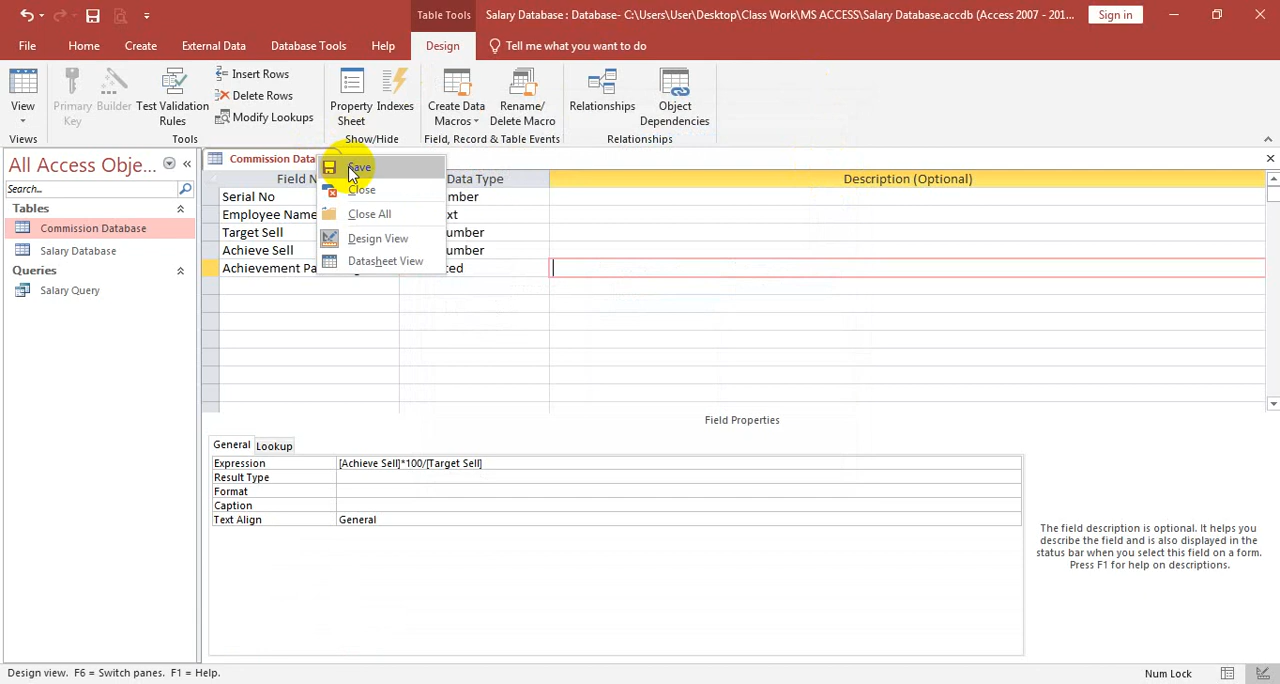 Table Tools
Salary Database : Database- C:\Users\User\Desktop\Class Work\MS ACCESS\Salary Database.accdb (Access 2007 - 201...
Sign in
File Home Create External Data Database Tools Help Design Tell me what you want to do
View
Primary Key
Builder
Test Validation Rules
Insert Rows
Delete Rows
Modify Lookups
Property Sheet
Indexes
Create Data Macros
Rename/ Delete Macro
Relationships
Object Dependencies
Views
Tools
Show/Hide
Field, Record & Table Events
Relationships
All Access Obje...
Search...
Tables
Commission Database
Salary Database
Queries
Salary Query
Commission Data
Save
Close
Close All
Design View
Datasheet View
Field N Data Type Description (Optional)
Serial No
Employee Name
Target Sell
Achieve Sell
Achievement Pa
Field Properties
General Lookup
Expression [Achieve Sell]*100/[Target Sell]
Result Type
Format
Caption
Text Align General
The field description is optional. It helps you
describe the field and is also displayed in the
status bar when you select this field on a form.
Press F1 for help on descriptions.
Design view. F6 = Switch panes. F1 = Help.
Num Lock